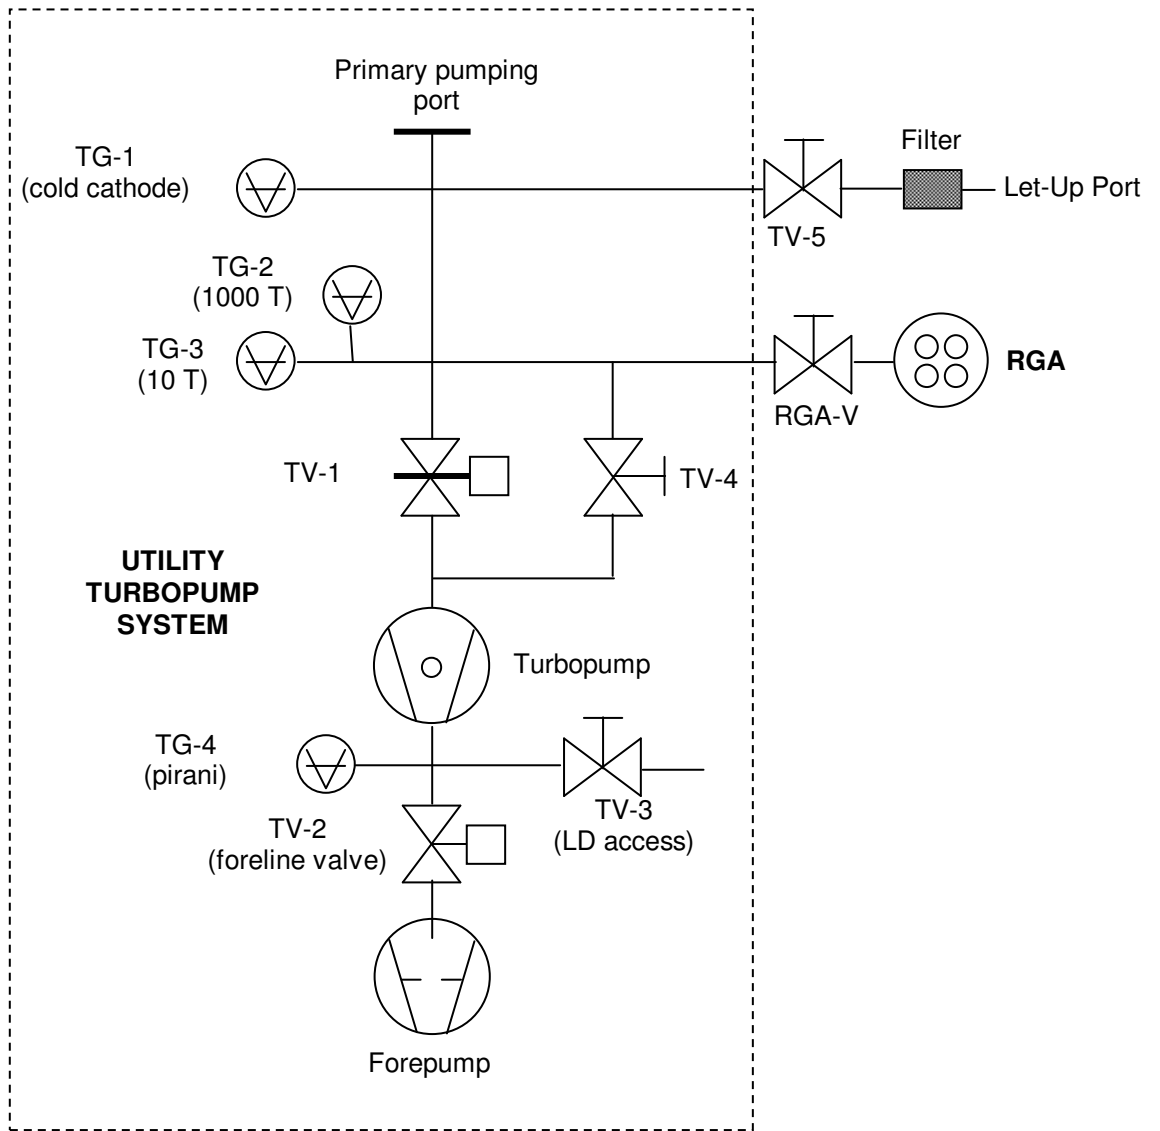 Primary pumping
port
TG-1
(cold cathode)
Filter
Let-Up Port
TV-5
TG-2
(1000 T)
TG-3
(10 T)
RGA
RGA-V
TV-1
TV-4
UTILITY
TURBOPUMP
SYSTEM
Turbopump
TG-4
(pirani)
TV-3
(LD access)
TV-2
(foreline valve)
Forepump